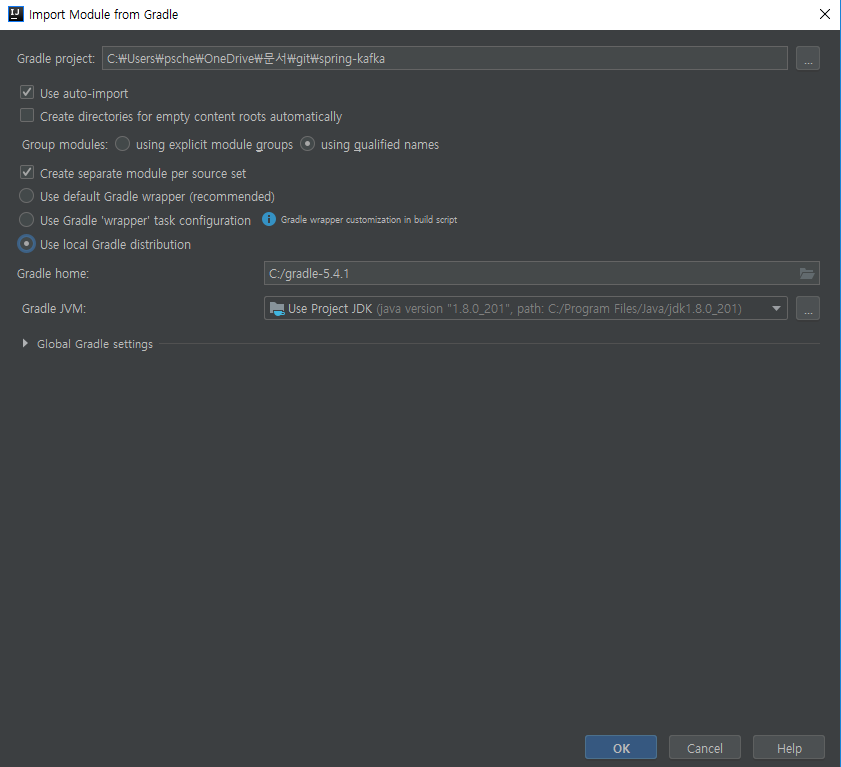 IJ Import Module from Gradle
Gradle project: C:₩Users₩psche₩OneDrive₩문서₩git₩spring-kafka ...
Use auto-import
Create directories for empty content roots automatically
Group modules: using explicit module groups using qualified names
Create separate module per source set
Use default Gradle wrapper (recommended)
Use Gradle 'wrapper' task configuration i Gradle wrapper customization in build script
Use local Gradle distribution
Gradle home: C:/gradle-5.4.1
Gradle JVM: Use Project JDK (java version "1.8.0_201", path: C:/Program Files/Java/jdk1.8.0_201) ...
Global Gradle settings
OK Cancel Help